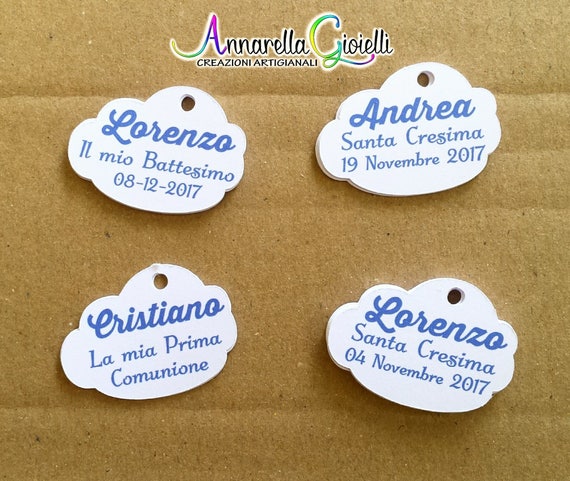 Annarella Gioielli
CREAZIONI ARTIGIANALI
Lorenzo
Il mio Battesimo
08-12-2017
Andrea
Santa Cresima
19 Novembre 2017
Cristiano
La mia Prima
Comunione
Lorenzo
Santa Cresima
04 Novembre 2017